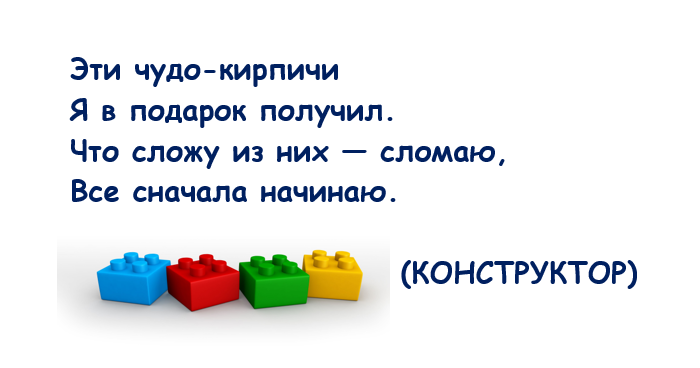 Эти чудо-кирпичи
Я в подарок получил.
Что сложу из них — сломаю,
Все сначала начинаю.
(КОНСТРУКТОР)